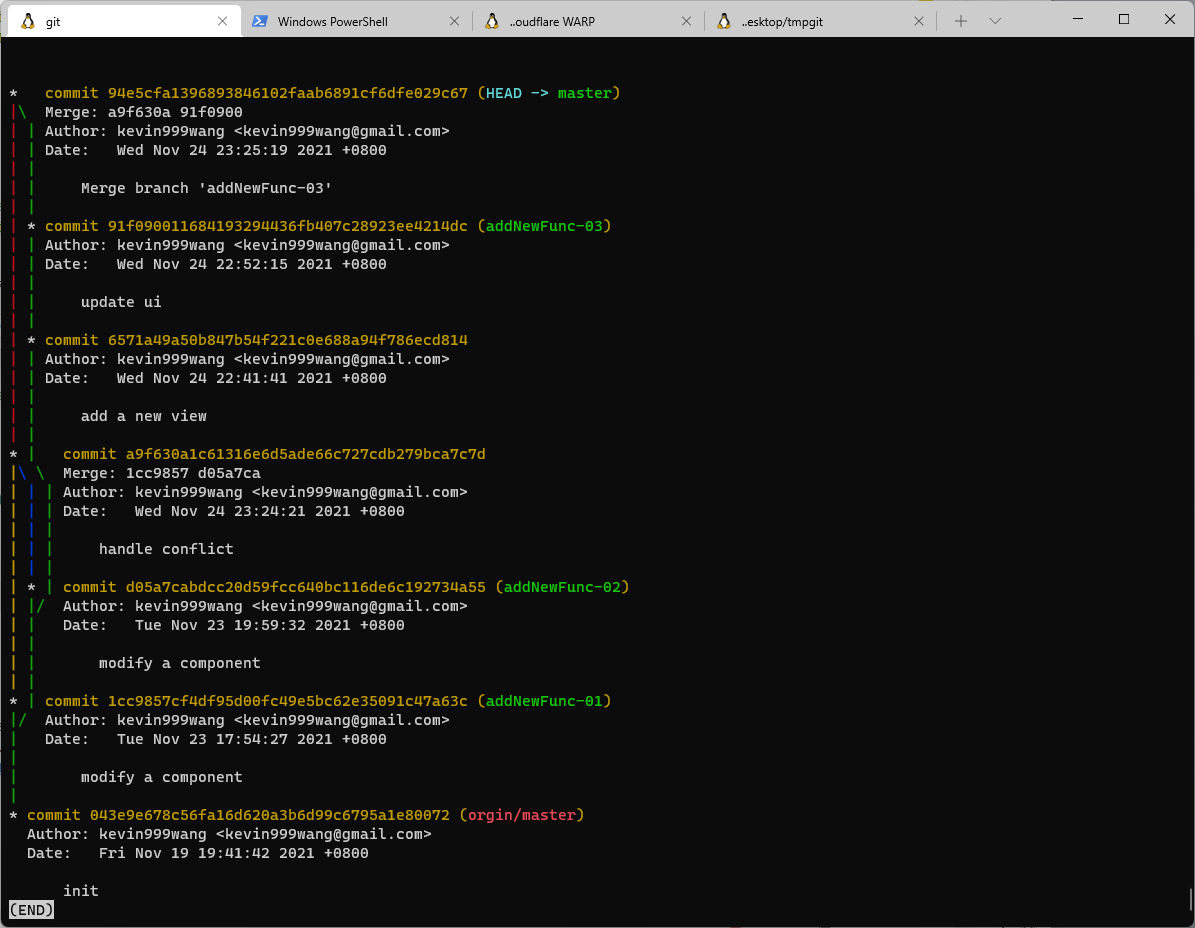 git
Windows PowerShell
..oudflare WARP
..esktop/tmpgit
* commit 94e5cfa1396893846102faab6891cf6dfe029c67 (HEAD -> master)
|\ Merge: a9f630a 91f0900
| | Author: kevin999wang <kevin999wang@gmail.com>
| | Date: Wed Nov 24 23:25:19 2021 +0800
| |
| | Merge branch 'addNewFunc-03'
| |
| * commit 91f090011684193294436fb407c28923ee4214dc (addNewFunc-03)
| | Author: kevin999wang <kevin999wang@gmail.com>
| | Date: Wed Nov 24 22:52:15 2021 +0800
| |
| | update ui
| |
| * commit 6571a49a50b847b54f221c0e688a94f786ecd814
| | Author: kevin999wang <kevin999wang@gmail.com>
| | Date: Wed Nov 24 22:41:41 2021 +0800
| |
| | add a new view
| |
* | commit a9f630a1c61316e6d5ade66c727cdb279bca7c7d
|\ \ Merge: 1cc9857 d05a7ca
| | | Author: kevin999wang <kevin999wang@gmail.com>
| | | Date: Wed Nov 24 23:24:21 2021 +0800
| | |
| | | handle conflict
| | |
| * | commit d05a7cabdcc20d59fcc640bc116de6c192734a55 (addNewFunc-02)
| |/ Author: kevin999wang <kevin999wang@gmail.com>
| | Date: Tue Nov 23 19:59:32 2021 +0800
| |
| | modify a component
| |
* | commit 1cc9857cf4df95d00fc49e5bc62e35091c47a63c (addNewFunc-01)
|/ Author: kevin999wang <kevin999wang@gmail.com>
| Date: Tue Nov 23 17:54:27 2021 +0800
|
| modify a component
|
* commit 043e9e678c56fa16d620a3b6d99c6795a1e80072 (orgin/master)
Author: kevin999wang <kevin999wang@gmail.com>
Date: Fri Nov 19 19:41:42 2021 +0800
init
(END)